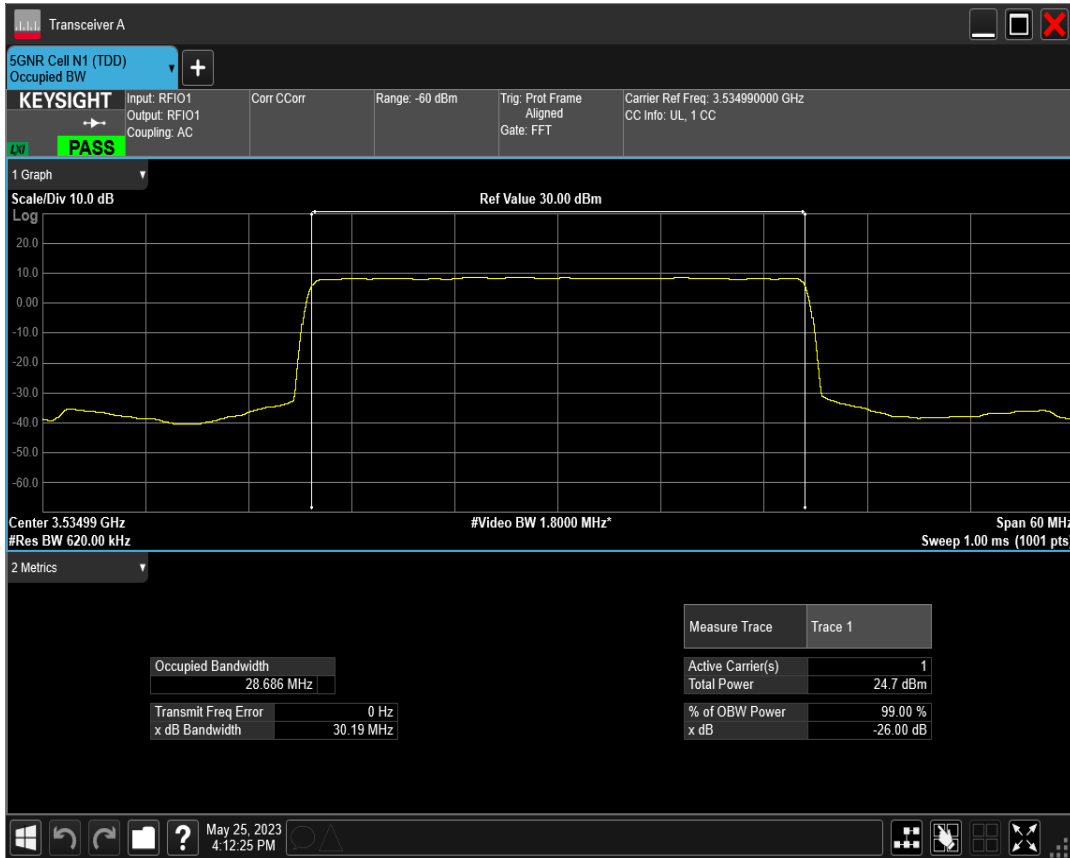 Transceiver A
5GNR Cell N1 (TDD)
Occupied BW
+
KEYSIGHT
LXI
PASS
Input: RFIO1
Output: RFIO1
Coupling: AC
Corr CCorr
Range: -60 dBm
Trig: Prot Frame
Aligned
Gate: FFT
Carrier Ref Freq: 3.534990000 GHz
CC Info: UL, 1 CC
1 Graph
Scale/Div 10.0 dB
Ref Value 30.00 dBm
Log
20.0
10.0
0.00
-10.0
-20.0
-30.0
-40.0
-50.0
-60.0
Center 3.53499 GHz
#Video BW 1.8000 MHz*
Span 60 MHz
#Res BW 620.00 kHz
Sweep 1.00 ms (1001 pts)
2 Metrics
Measure Trace Trace 1
Occupied Bandwidth
28.686 MHz
Active Carrier(s) 1
Total Power 24.7 dBm
Transmit Freq Error 0 Hz
x dB Bandwidth 30.19 MHz
% of OBW Power 99.00 %
x dB -26.00 dB
?
May 25, 2023
4:12:25 PM